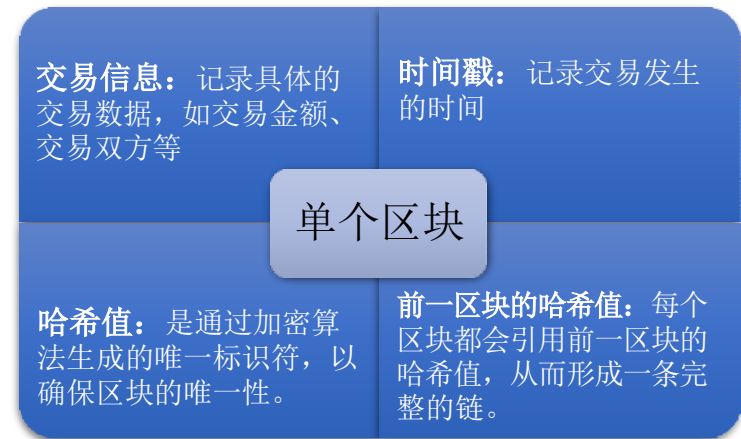 交易信息：记录具体的
交易数据，如交易金额、
交易双方等
时间戳：记录交易发生
的时间
单个区块
哈希值：是通过加密算
法生成的唯一标识符，以
确保区块的唯一性。
前一区块的哈希值：每个
区块都会引用前一区块的
哈希值，从而形成一条完
整的链。